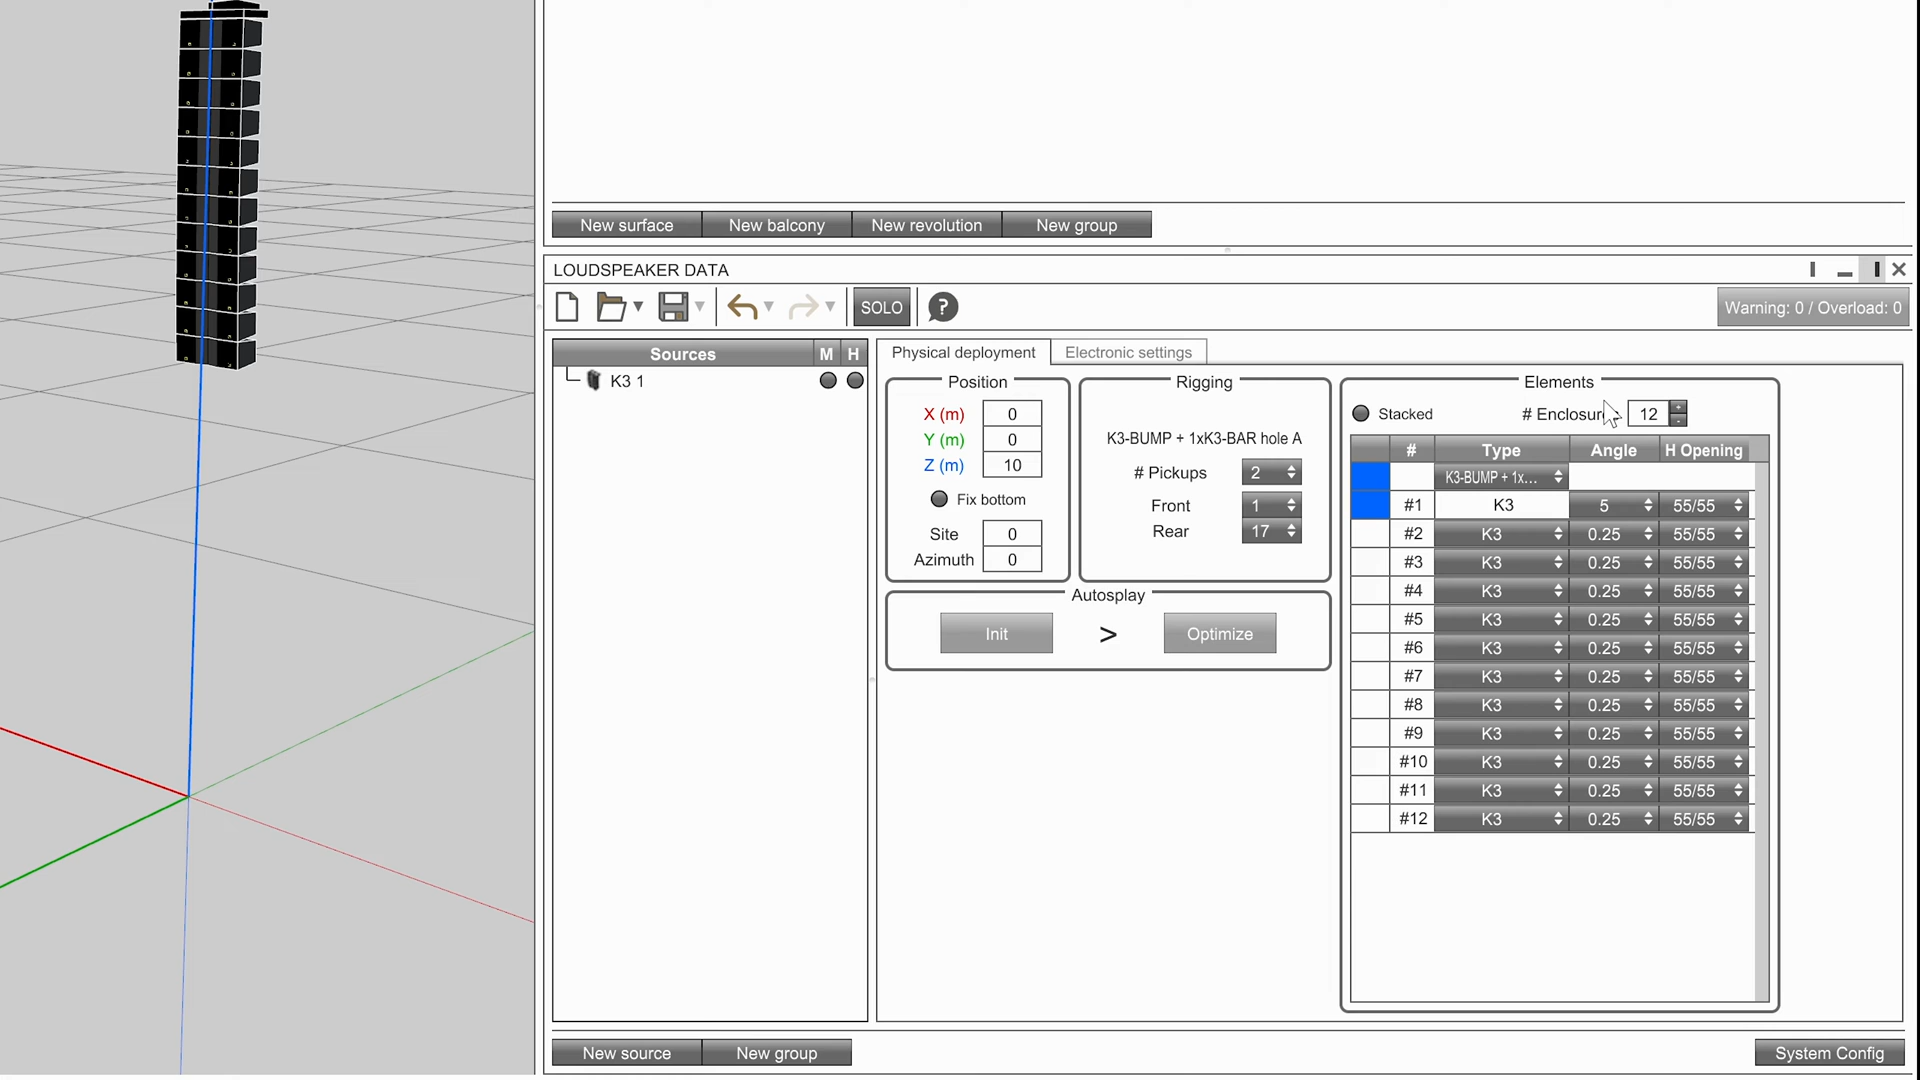 New surface New balcony New revolution New group
LOUDSPEAKER DATA
SOLO ? Warning: 0 / Overload: 0
Sources M H
K3 1
Physical deployment Electronic settings
Position
X (m) 0
Y (m) 0
Z (m) 10
Fix bottom
Site 0
Azimuth 0
Rigging
K3-BUMP + 1xK3-BAR hole A
# Pickups 2
Front 1
Rear 17
Autosplay
Init > Optimize
Elements
Stacked # 12
# Type Angle H Opening
K3-BUMP + 1x...
#1 K3 5 55/55
#2 K3 0.25 55/55
#3 K3 0.25 55/55
#4 K3 0.25 55/55
#5 K3 0.25 55/55
#6 K3 0.25 55/55
#7 K3 0.25 55/55
#8 K3 0.25 55/55
#9 K3 0.25 55/55
#10 K3 0.25 55/55
#11 K3 0.25 55/55
#12 K3 0.25 55/55
New source New group System Config